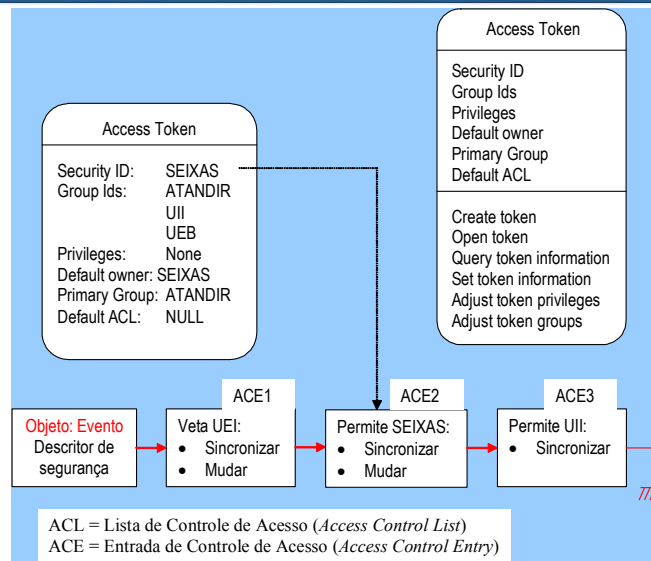 Access Token
Security ID
Group Ids
Privileges
Default owner
Primary Group
Default ACL
Create token
Open token
Query token information
Set token information
Adjust token privileges
Adjust token groups
Access Token
Security ID: SEIXAS
Group Ids: ATANDIR
UII
UEB
Privileges: None
Default owner: SEIXAS
Primary Group: ATANDIR
Default ACL: NULL
ACE1
ACE2
ACE3
Objeto: Evento
Descritor de
segurança
Veta UEI:
• Sincronizar
• Mudar
Permite SEIXAS:
• Sincronizar
• Mudar
Permite UII:
• Sincronizar
ACL = Lista de Controle de Acesso (Access Control List)
ACE = Entrada de Controle de Acesso (Access Control Entry)